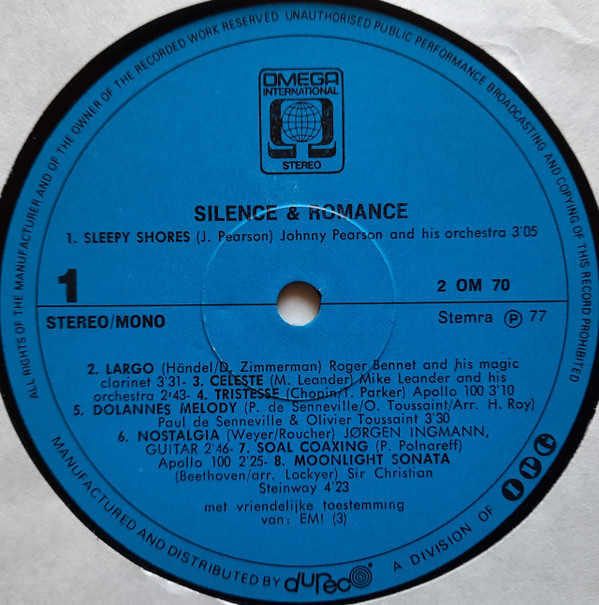 ALL RIGHTS OF THE MANUFACTURER AND OF THE OWNER OF THE RECORDED WORK RESERVED UNAUTHORISED PUBLIC PERFORMANCE BROADCASTING AND COPYING OF THIS RECORD PROHIBITED
OMEGA
INTERNATIONAL
STEREO
SILENCE & ROMANCE
1. SLEEPY SHORES (J. Pearson) Johnny Pearson and his orchestra 3'05
1
2 OM 70
STEREO/MONO
Stemra Ⓟ 77
2. LARGO (Händel/D. Zimmerman) Roger Bennet and his magic
clarinet 3'31- 3. CELESTE (M. Leander) Mike Leander and his
orchestra 2'43- 4. TRISTESSE (Chopin/T. Parker) Apollo 100 3'10
5. DOLANNES MELODY (P. de Senneville/O. Toussaint/Arr. H. Roy)
Paul de Senneville & Olivier Toussaint 3'30
6. NOSTALGIA (Weyer/Roucher) JØRGEN INGMANN,
GUITAR 2'46- 7. SOAL COAXING (P. Polnareff)
Apollo 100 2'25- 8. MOONLIGHT SONATA
(Beethoven/arr. Lockyer) Sir Christian
Steinway 4'23
met vriendelijke toestemming
van: EMI (3)
MANUFACTURED AND DISTRIBUTED BY dureco A DIVISION OF